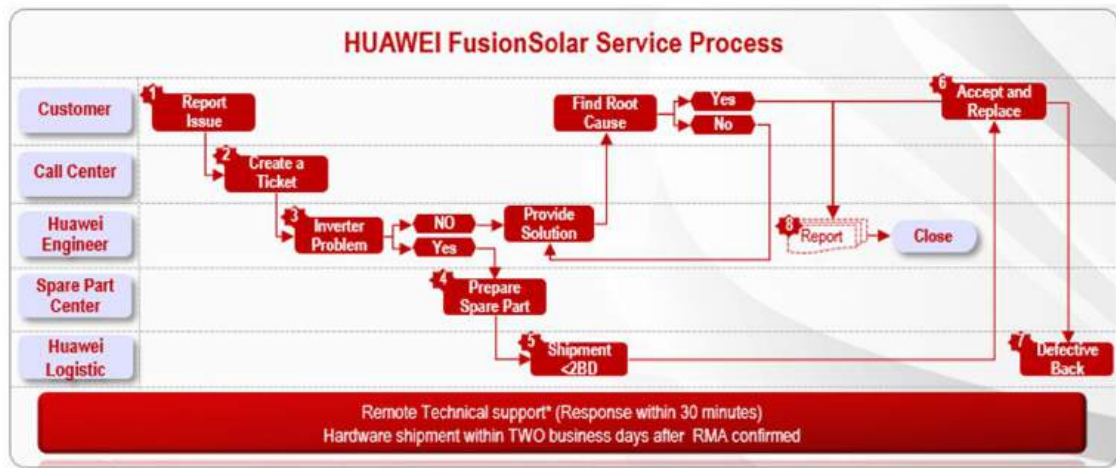 HUAWEI FusionSolar Service Process
Customer
1
Report
Issue
Find Root
Cause
Yes
No
6
Accept and
Replace
Call Center
2
Create a
Ticket
Huawei
Engineer
3
Inverter
Problem
NO
Yes
Provide
Solution
8
Report
Close
Spare Part
Center
4
Prepare
Spare Part
Huawei
Logistic
5
Shipment
<2BD
7
Defective
Back
Remote Technical support* (Response within 30 minutes)
Hardware shipment within TWO business days after RMA confirmed